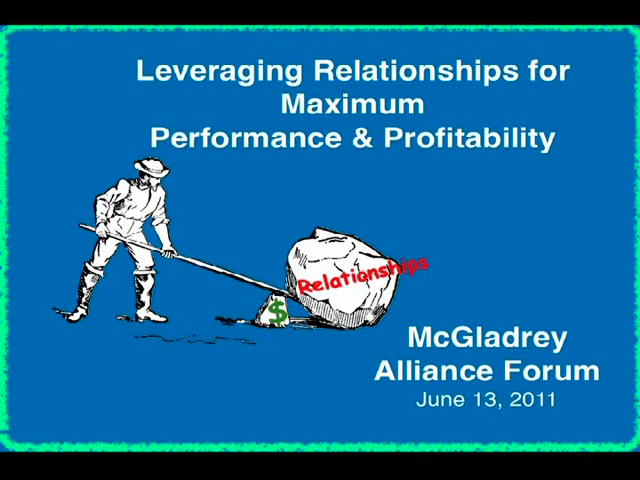 Leveraging Relationships for
Maximum
Performance & Profitability
Relationships
$
McGladrey
Alliance Forum
June 13, 2011